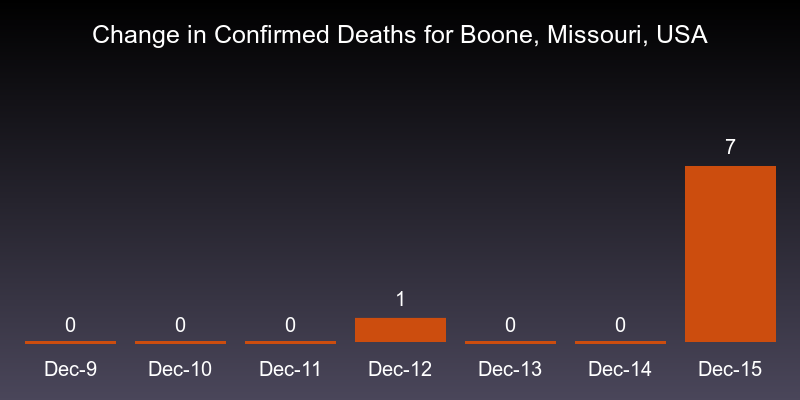 Change in Confirmed Deaths for Boone, Missouri, USA
7
1
0 0 0 0 0
Dec-9 Dec-10 Dec-11 Dec-12 Dec-13 Dec-14 Dec-15